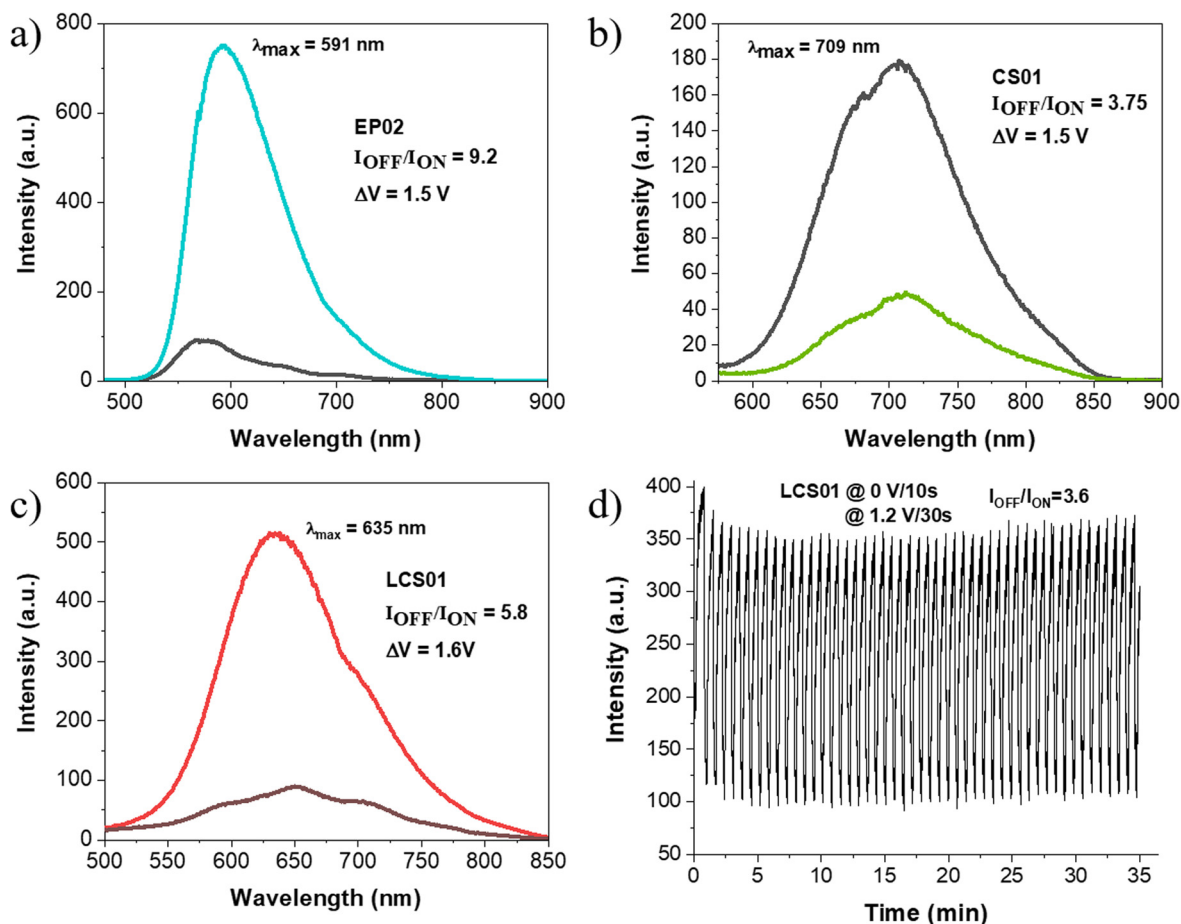 a)
λmax = 591 nm
EP02
IOFF/ION = 9.2
ΔV = 1.5 V
Intensity (a.u.)
800
600
400
200
0
500 600 700 800 900
Wavelength (nm)
b)
λmax = 709 nm
CS01
IOFF/ION = 3.75
ΔV = 1.5 V
Intensity (a.u.)
200
180
160
140
120
100
80
60
40
20
0
600 650 700 750 800 850 900
Wavelength (nm)
c)
λmax = 635 nm
LCS01
IOFF/ION = 5.8
ΔV = 1.6V
Intensity (a.u.)
600
500
400
300
200
100
0
500 550 600 650 700 750 800 850
Wavelength (nm)
d)
LCS01 @ 0 V/10s IOFF/ION=3.6
@ 1.2 V/30s
Intensity (a.u.)
400
350
300
250
200
150
100
50
0 5 10 15 20 25 30 35
Time (min)